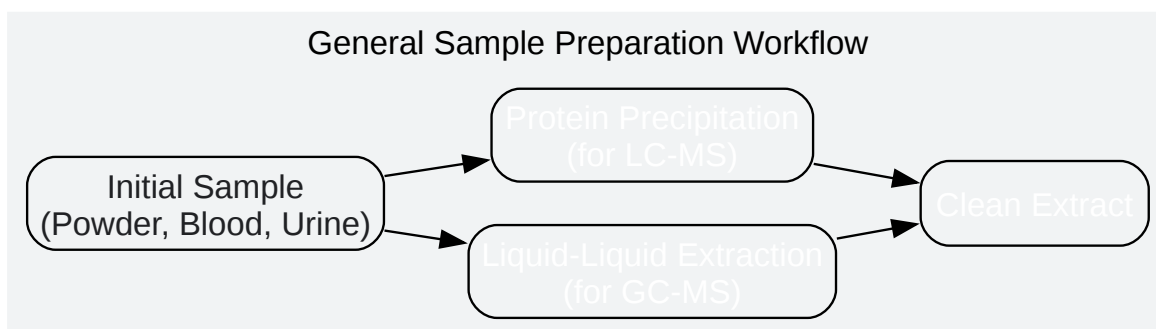 General Sample Preparation Workflow
Protein Precipitation
(for LC-MS)
Initial Sample
(Powder, Blood, Urine)
Clean Extract
Liquid-Liquid Extraction
(for GC-MS)